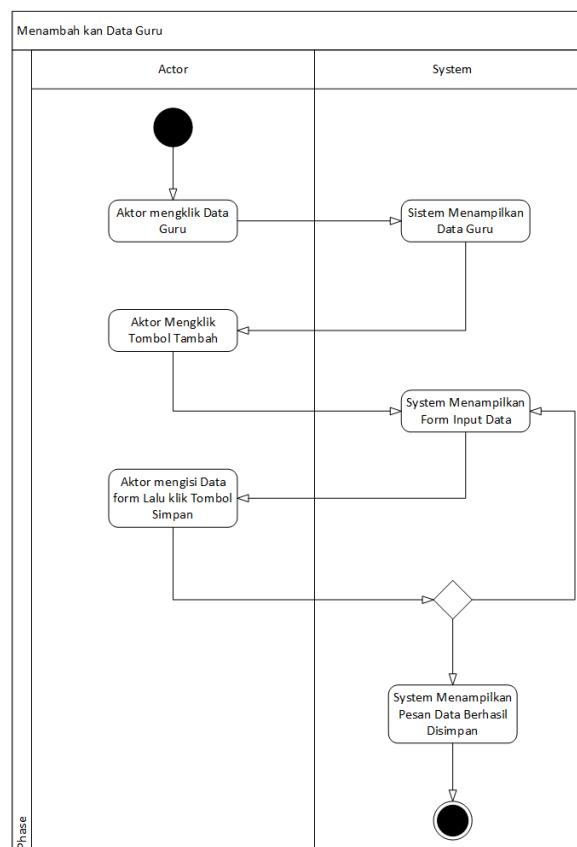 Menambah kan Data Guru
Actor
System
Aktor mengklik Data
Guru
Sistem Menampilkan
Data Guru
Aktor Mengklik
Tombol Tambah
System Menampilkan
Form Input Data
Aktor mengisi Data
form Lalu klik Tombol
Simpan
System Menampilkan
Pesan Data Berhasil
Disimpan
Phase